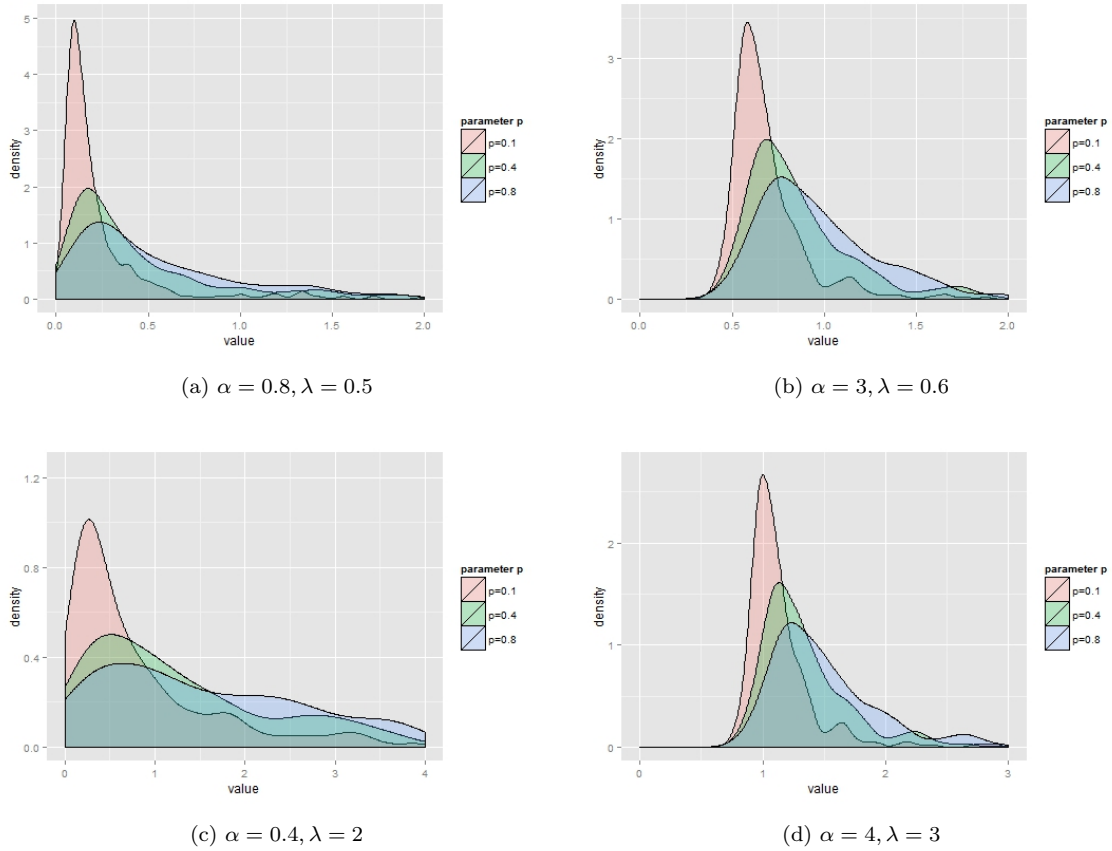 5
4
3
2
1
0
density
0.0 0.5 1.0 1.5 2.0
value
parameter p
p=0.1
p=0.4
p=0.8
(a) α = 0.8, λ = 0.5
3
2
1
0
density
0.0 0.5 1.0 1.5 2.0
value
parameter p
p=0.1
p=0.4
p=0.8
(b) α = 3, λ = 0.6
1.2
0.8
0.4
0.0
density
0 1 2 3 4
value
parameter p
p=0.1
p=0.4
p=0.8
(c) α = 0.4, λ = 2
2
1
0
density
0 1 2 3
value
parameter p
p=0.1
p=0.4
p=0.8
(d) α = 4, λ = 3